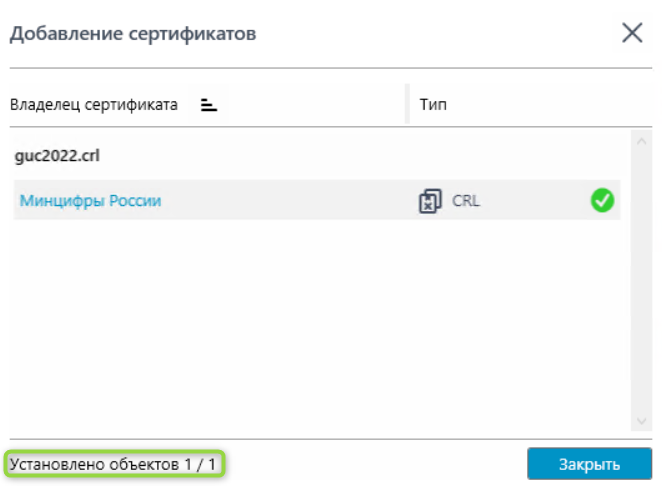 Добавление сертификатов
Владелец сертификата Тип
guc2022.crl
Минцифры России CRL
Установлено объектов 1 / 1 Закрыть